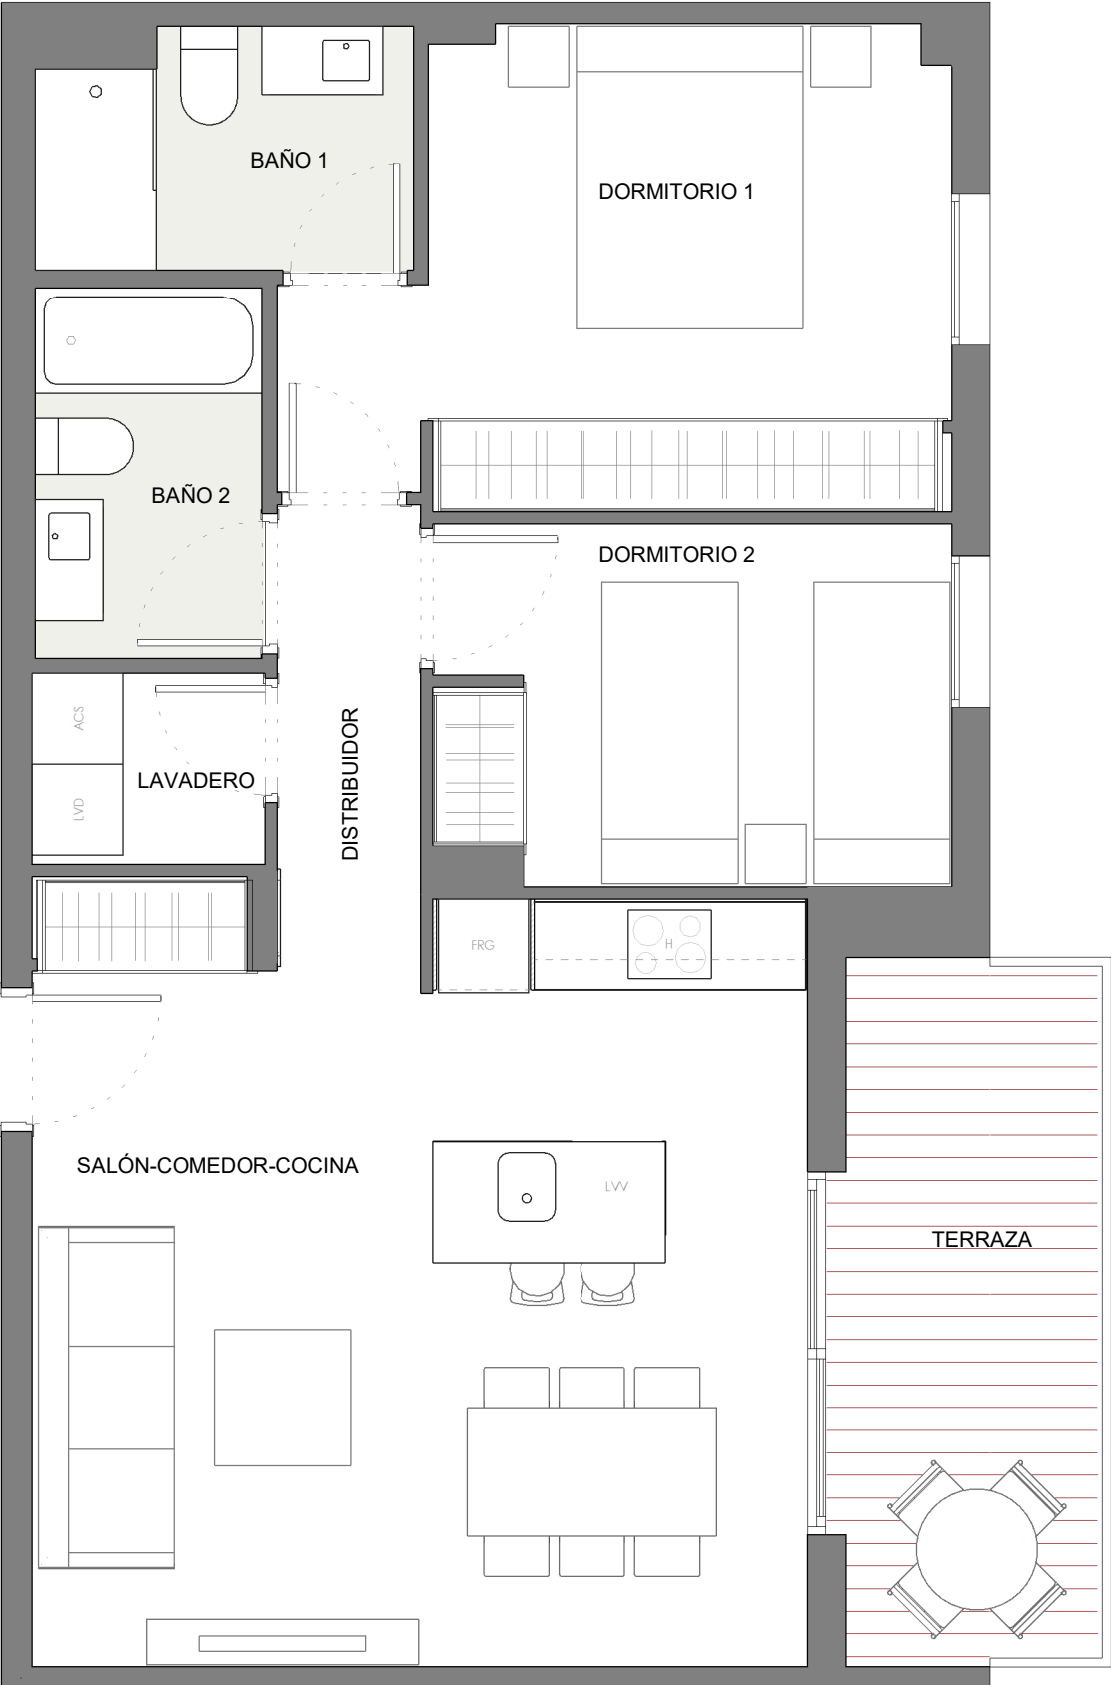 BAÑO 1
DORMITORIO 1
BAÑO 2
DORMITORIO 2
ACS
LVD
LAVADERO
DISTRIBUIDOR
FRG
H
SALÓN-COMEDOR-COCINA
LVV
TERRAZA